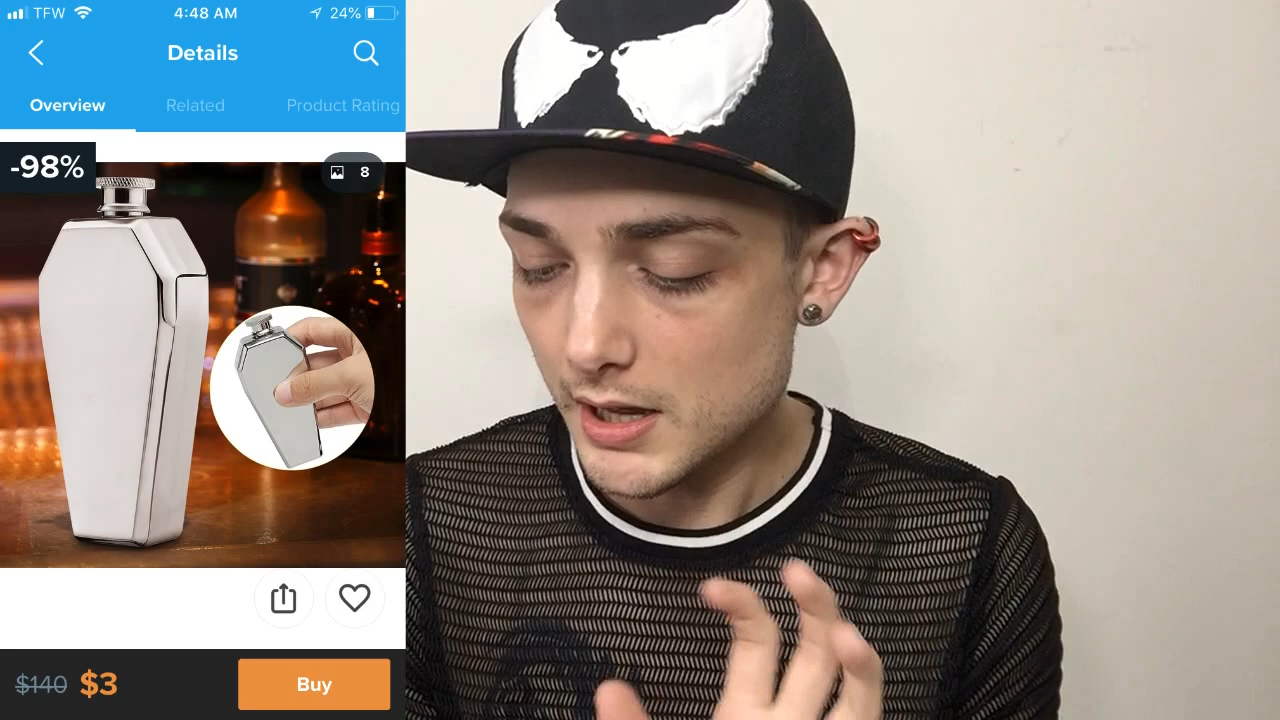 TFW 4:48 AM 24%
Details
Overview Related Product Rating
-98%
8
$140 $3 Buy